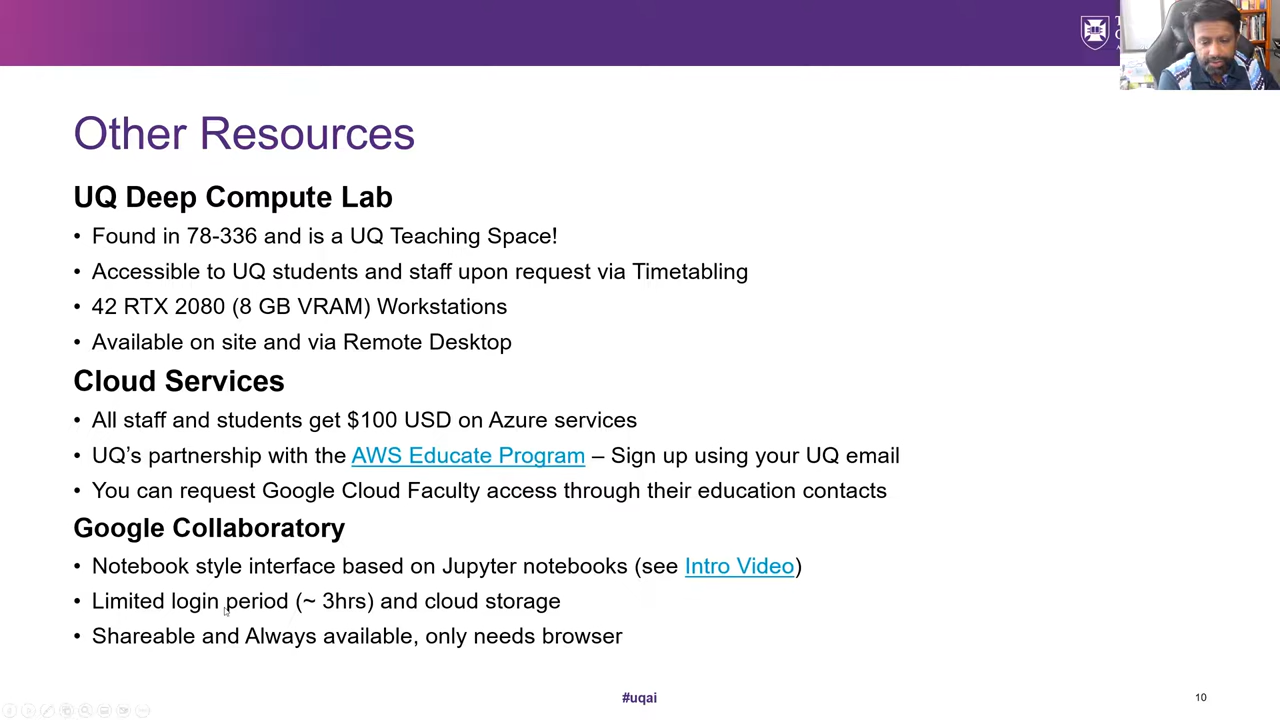 Other Resources
UQ Deep Compute Lab
• Found in 78-336 and is a UQ Teaching Space!
• Accessible to UQ students and staff upon request via Timetabling
• 42 RTX 2080 (8 GB VRAM) Workstations
• Available on site and via Remote Desktop
Cloud Services
• All staff and students get $100 USD on Azure services
• UQ’s partnership with the AWS Educate Program – Sign up using your UQ email
• You can request Google Cloud Faculty access through their education contacts
Google Collaboratory
• Notebook style interface based on Jupyter notebooks (see Intro Video)
• Limited login period (~ 3hrs) and cloud storage
• Shareable and Always available, only needs browser
#uqai
10